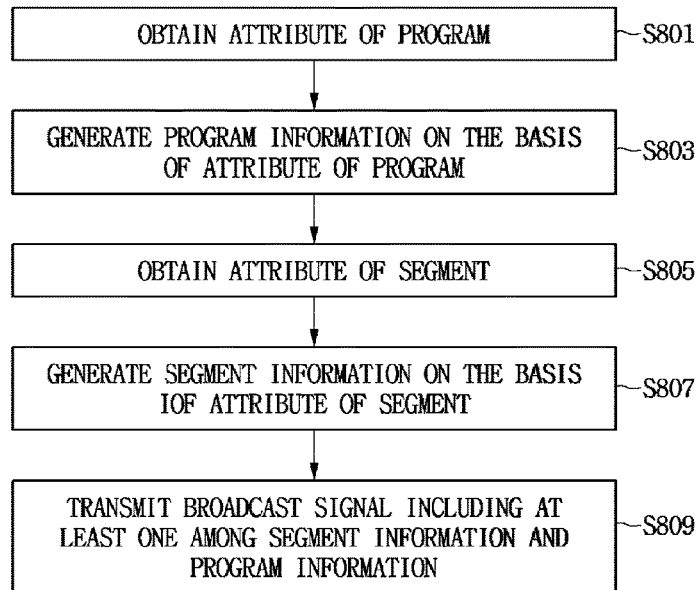 OBTAIN ATTRIBUTE OF PROGRAM
S801
GENERATE PROGRAM INFORMATION ON THE BASIS
OF ATTRIBUTE OF PROGRAM
S803
OBTAIN ATTRIBUTE OF SEGMENT
S805
GENERATE SEGMENT INFORMATION ON THE BASIS
IOF ATTRIBUTE OF SEGMENT
S807
TRANSMIT BROADCAST SIGNAL INCLUDING AT
LEAST ONE AMONG SEGMENT INFORMATION AND
PROGRAM INFORMATION
S809